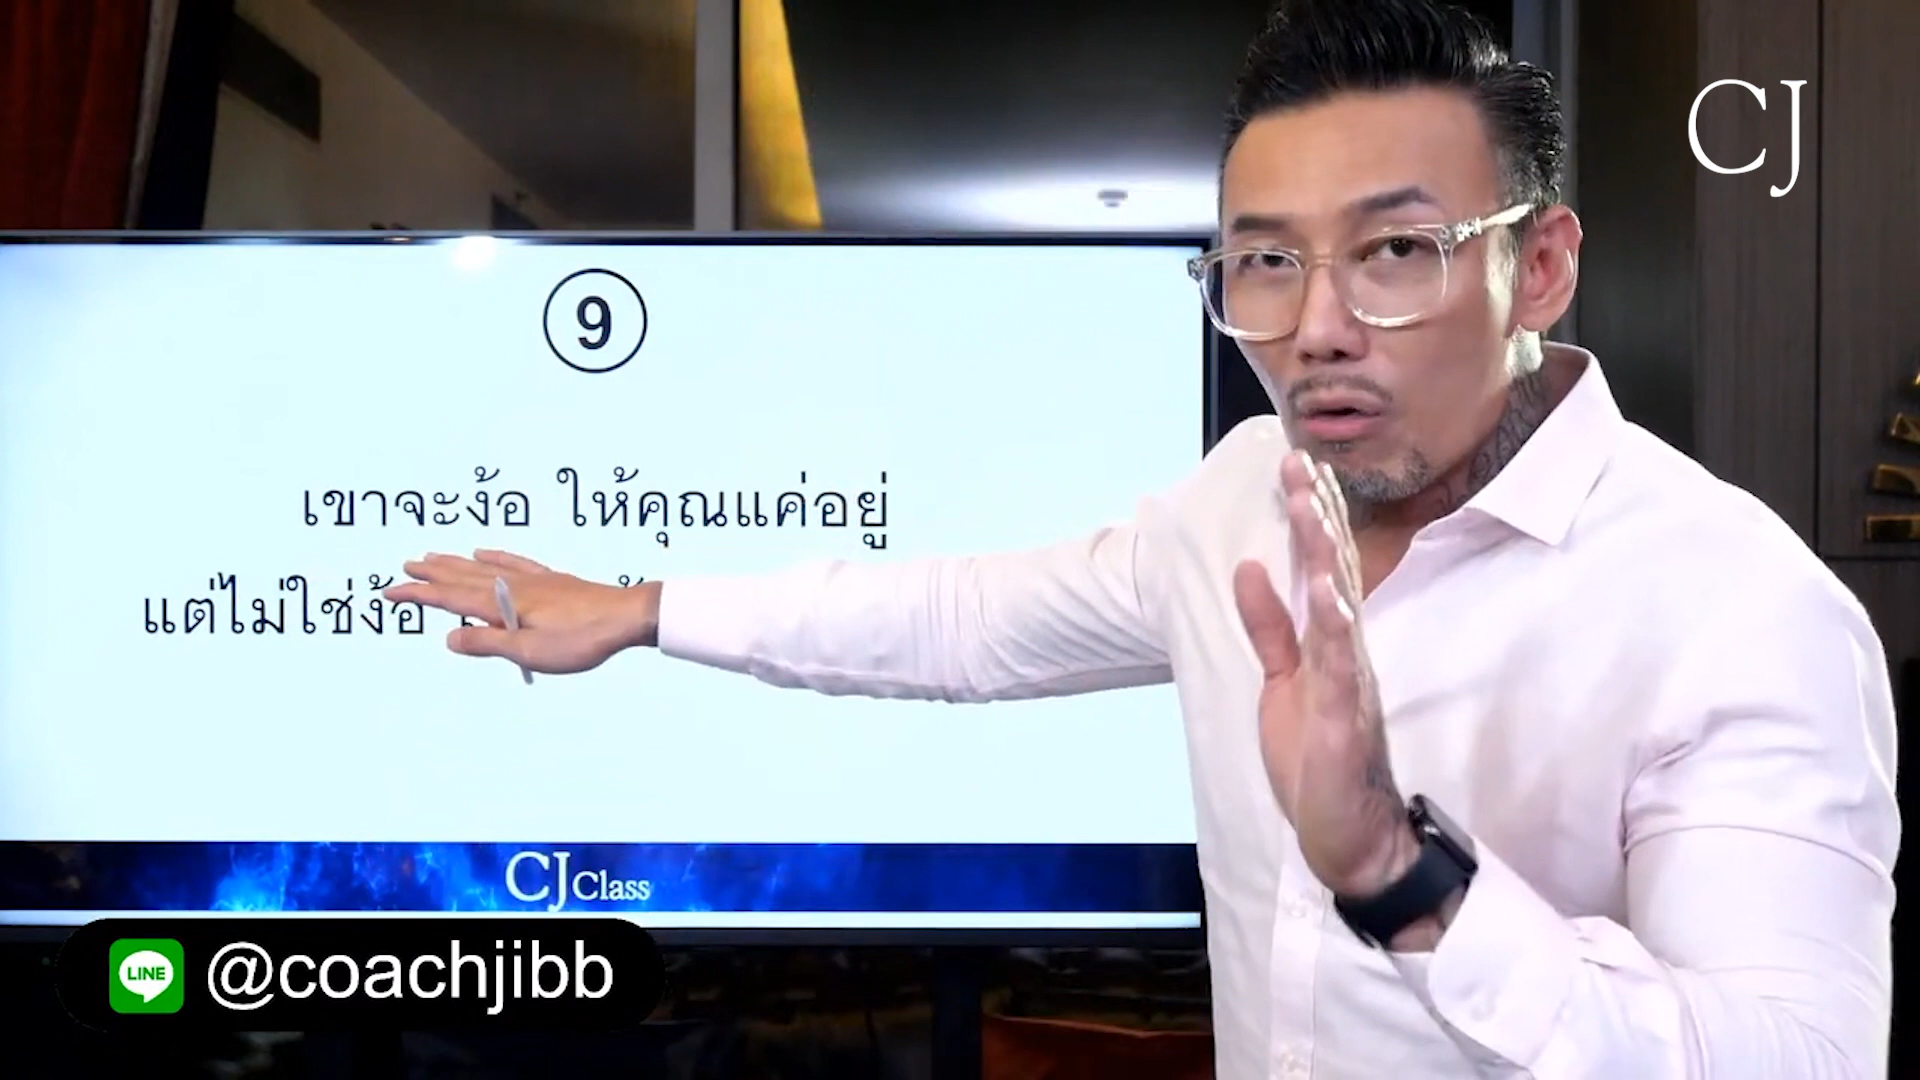 CJ
9
เขาจะง้อ ให้คุณแค่อยู่
แต่ไม่ใช่ง้อ
CJ Class
LINE @coachjibb